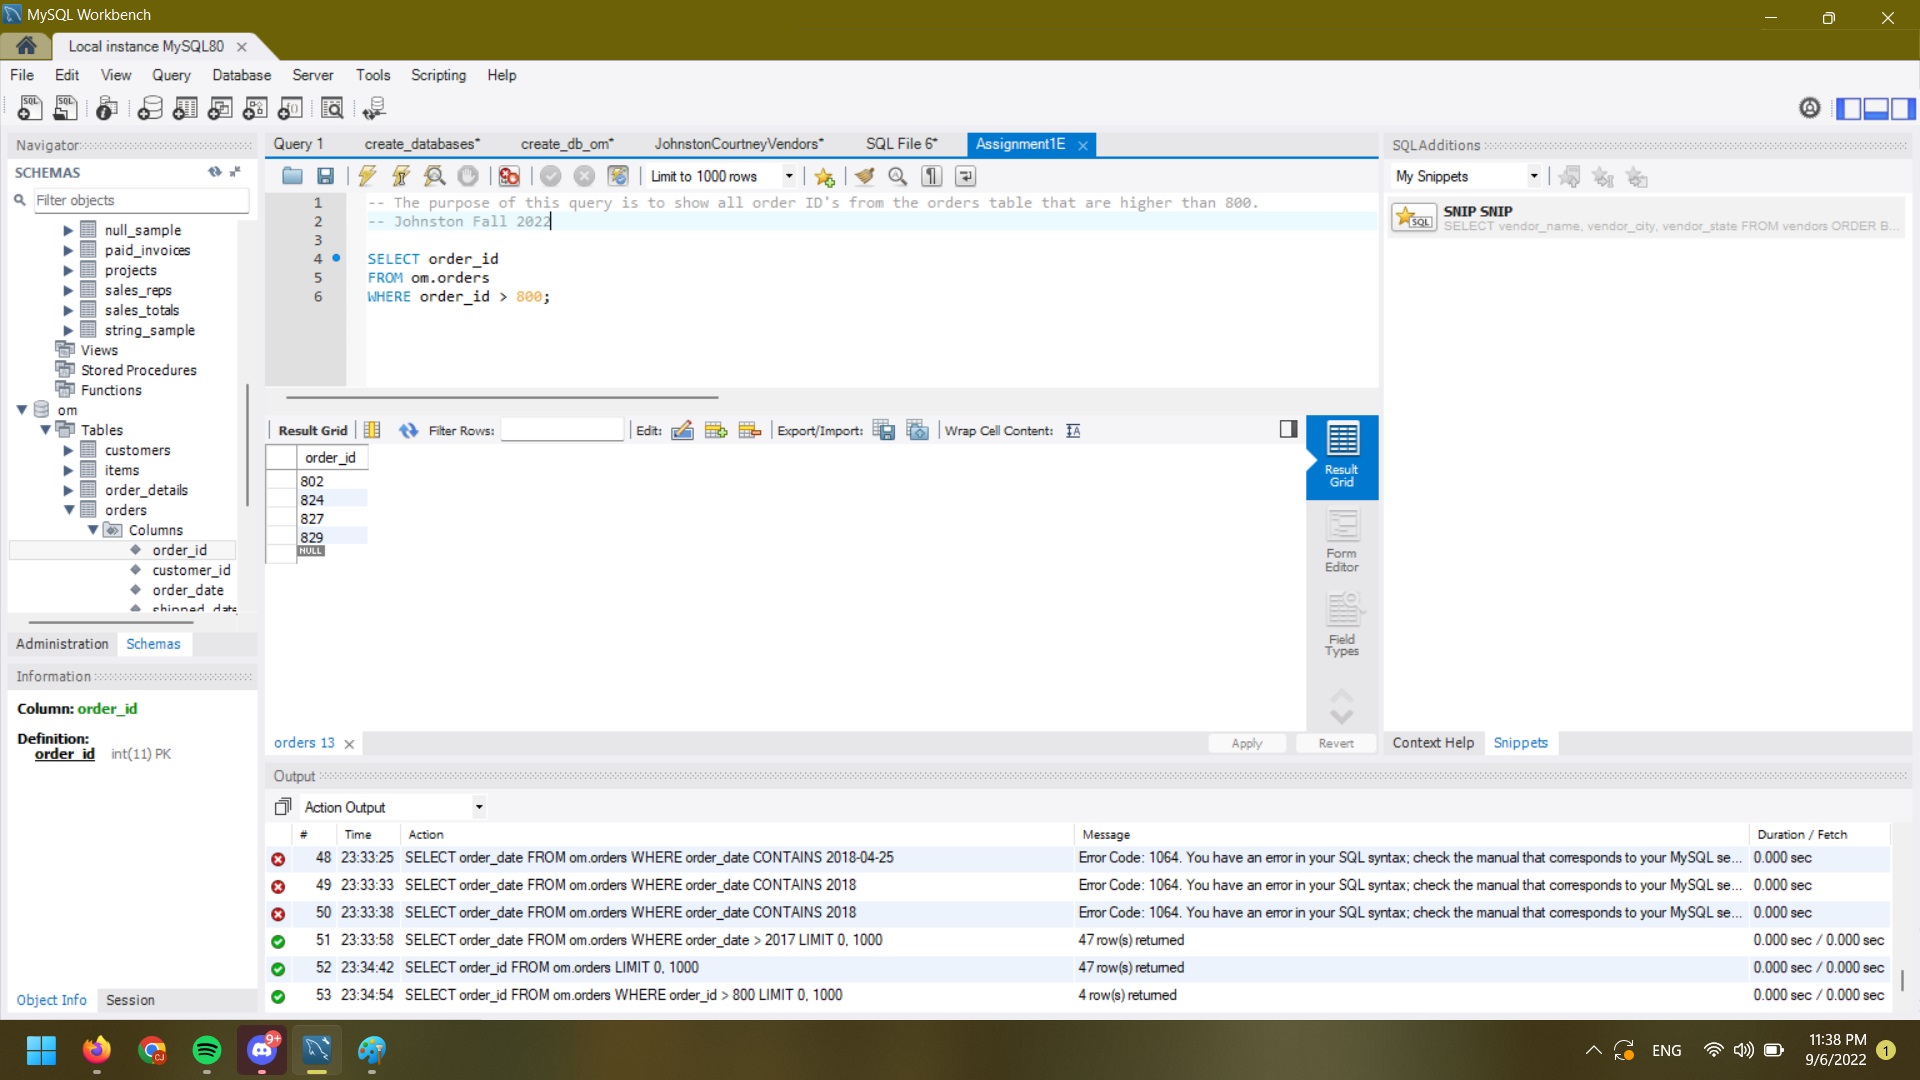 MySQL Workbench
Local instance MySQL80
File Edit View Query Database Server Tools Scripting Help
Navigator
SCHEMAS
Filter objects
null_sample
paid_invoices
projects
sales_reps
sales_totals
string_sample
Views
Stored Procedures
Functions
om
Tables
customers
items
order_details
orders
Columns
order_id
customer_id
order_date
shipped_date
Administration Schemas
Information
Column: order_id
Definition:
order_id int(11) PK
Object Info Session
Query 1 create_databases* create_db_om* JohnstonCourtneyVendors* SQL File 6* Assignment1E
Limit to 1000 rows
1 -- The purpose of this query is to show all order ID's from the orders table that are higher than 800.
2 -- Johnston Fall 2022
3
4 SELECT order_id
5 FROM om.orders
6 WHERE order_id > 800;
Result Grid Filter Rows: Edit: Export/Import: Wrap Cell Content:
order_id
802
824
827
829
NULL
Result Grid
Form Editor
Field Types
orders 13 Apply Revert
SQLAdditions
My Snippets
SQL SNIP SNIP
SELECT vendor_name, vendor_city, vendor_state FROM vendors ORDER B...
Context Help Snippets
Output
Action Output
# Time Action Message Duration / Fetch
48 23:33:25 SELECT order_date FROM om.orders WHERE order_date CONTAINS 2018-04-25 Error Code: 1064. You have an error in your SQL syntax; check the manual that corresponds to your MySQL se... 0.000 sec
49 23:33:33 SELECT order_date FROM om.orders WHERE order_date CONTAINS 2018 Error Code: 1064. You have an error in your SQL syntax; check the manual that corresponds to your MySQL se... 0.000 sec
50 23:33:38 SELECT order_date FROM om.orders WHERE order_date CONTAINS 2018 Error Code: 1064. You have an error in your SQL syntax; check the manual that corresponds to your MySQL se... 0.000 sec
51 23:33:58 SELECT order_date FROM om.orders WHERE order_date > 2017 LIMIT 0, 1000 47 row(s) returned 0.000 sec / 0.000 sec
52 23:34:42 SELECT order_id FROM om.orders LIMIT 0, 1000 47 row(s) returned 0.000 sec / 0.000 sec
53 23:34:54 SELECT order_id FROM om.orders WHERE order_id > 800 LIMIT 0, 1000 4 row(s) returned 0.000 sec / 0.000 sec
CJ
9+
ENG
11:38 PM
9/6/2022
1